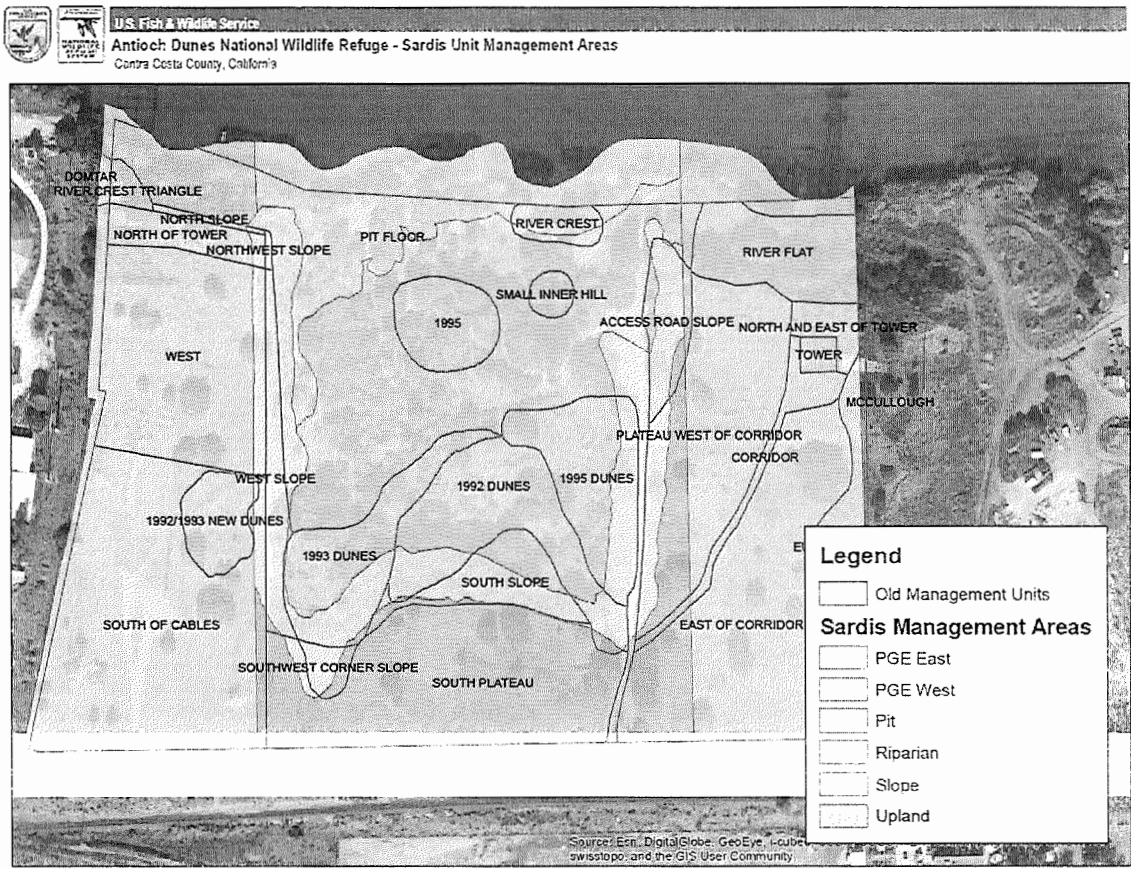 U.S. Fish & Wildlife Service
Antioch Dunes National Wildlife Refuge - Sardis Unit Management Areas
Contra Costa County, California
DOMTAR
RIVER CREST TRIANGLE
NORTH SLOPE
NORTH OF TOWER
NORTHWEST SLOPE
PIT FLOOR
RIVER CREST
RIVER FLAT
SMALL INNER HILL
1995
ACCESS ROAD SLOPE
NORTH AND EAST OF TOWER
TOWER
WEST
MCCULLOUGH
PLATEAU WEST OF CORRIDOR
CORRIDOR
WEST SLOPE
1992 DUNES
1995 DUNES
1992/1993 NEW DUNES
1993 DUNES
SOUTH SLOPE
SOUTH OF CABLES
EAST OF CORRIDOR
SOUTHWEST CORNER SLOPE
SOUTH PLATEAU
Legend
Old Management Units
Sardis Management Areas
PGE East
PGE West
Pit
Riparian
Slope
Upland
Source: Esri, DigitalGlobe, GeoEye, i-cube
swisstopo, and the GIS User Community